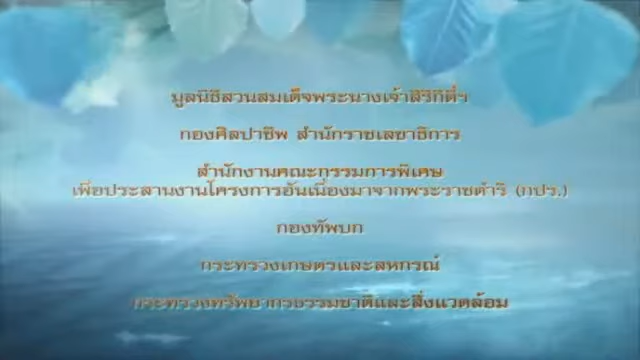 มูลนิธิสวนสมเด็จพระนางเจ้าสิริกิติ์ฯ
กองศิลปาชีพ สำนักราชเลขาธิการ
สำนักงานคณะกรรมการพิเศษ
เพื่อประสานงานโครงการอันเนื่องมาจากพระราชดำริ (กปร.)
กองทัพบก
กระทรวงเกษตรและสหกรณ์
กระทรวงทรัพยากรธรรมชาติและสิ่งแวดล้อม